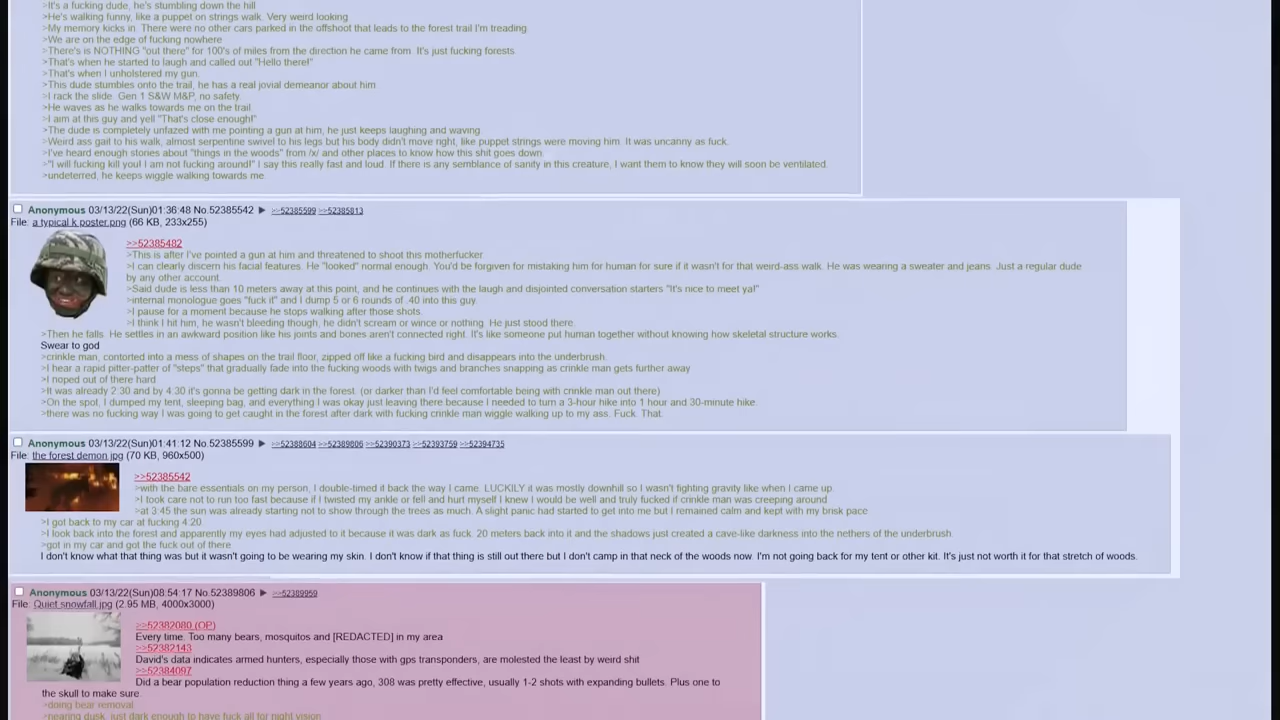 >It's a fucking dude, he's stumbling down the hill
>He's walking funny, like a puppet on strings walk. Very weird looking
>My memory kicks in. There were no other cars parked in the offshoot that leads to the forest trail I'm treading
>We are on the edge of fucking nowhere
>There's is NOTHING "out there" for 100's of miles from the direction he came from. It's just fucking forests.
>That's when he started to laugh and called out "Hello there!"
>That's when I unholstered my gun.
>This dude stumbles onto the trail, he has a real jovial demeanor about him
>I rack the slide. Gen 1 S&W M&P, no safety.
>He waves as he walks towards me on the trail.
>I aim at this guy and yell "That's close enough!"
>The dude is completely unfazed with me pointing a gun at him, he just keeps laughing and waving
>Weird ass gait to his walk, almost serpentine swivel to his legs but his body didn't move right, like puppet strings were moving him. It was uncanny as fuck.
>I've heard enough stories about "things in the woods" from /x/ and other places to know how this shit goes down.
>"I will fucking kill you! I am not fucking around!" I say this really fast and loud. If there is any semblance of sanity in this creature, I want them to know they will soon be ventilated.
>undeterred, he keeps wiggle walking towards me.
Anonymous 03/13/22(Sun)01:36:48 No.52385542 ▶ >>52385599 >>52385813
File: a typical k poster.png (66 KB, 233x255)
>>52385482
>This is after I've pointed a gun at him and threatened to shoot this motherfucker
>I can clearly discern his facial features. He "looked" normal enough. You'd be forgiven for mistaking him for human for sure if it wasn't for that weird-ass walk. He was wearing a sweater and jeans. Just a regular dude
by any other account.
>Said dude is less than 10 meters away at this point, and he continues with the laugh and disjointed conversation starters "It's nice to meet ya!"
>internal monologue goes "fuck it" and I dump 5 or 6 rounds of .40 into this guy.
>I pause for a moment because he stops walking after those shots.
>I think I hit him, he wasn't bleeding though, he didn't scream or wince or nothing. He just stood there.
>Then he falls. He settles in an awkward position like his joints and bones aren't connected right. It's like someone put human together without knowing how skeletal structure works.
Swear to god
>crinkle man, contorted into a mess of shapes on the trail floor, zipped off like a fucking bird and disappears into the underbrush.
>I hear a rapid pitter-patter of "steps" that gradually fade into the fucking woods with twigs and branches snapping as crinkle man gets further away
>I noped out of there hard
>It was already 2:30 and by 4:30 it's gonna be getting dark in the forest. (or darker than I'd feel comfortable being with crinkle man out there)
>On the spot, I dumped my tent, sleeping bag, and everything I was okay just leaving there because I needed to turn a 3-hour hike into 1 hour and 30-minute hike.
>there was no fucking way I was going to get caught in the forest after dark with fucking crinkle man wiggle walking up to my ass. Fuck. That.
Anonymous 03/13/22(Sun)01:41:12 No.52385599 ▶ >>52388604 >>52389806 >>52390373 >>52393759 >>52394735
File: the forest demon.jpg (70 KB, 960x500)
>>52385542
>with the bare essentials on my person, I double-timed it back the way I came. LUCKILY it was mostly downhill so I wasn't fighting gravity like when I came up.
>I took care not to run too fast because if I twisted my ankle or fell and hurt myself I knew I would be well and truly fucked if crinkle man was creeping around
>at 3:45 the sun was already starting not to show through the trees as much. A slight panic had started to get into me but I remained calm and kept with my brisk pace
>I got back to my car at fucking 4:20.
>I look back into the forest and apparently my eyes had adjusted to it because it was dark as fuck. 20 meters back into it and the shadows just created a cave-like darkness into the nethers of the underbrush.
>got in my car and got the fuck out of there
I don't know what that thing was but it wasn't going to be wearing my skin. I don't know if that thing is still out there but I don't camp in that neck of the woods now. I'm not going back for my tent or other kit. It's just not worth it for that stretch of woods.
Anonymous 03/13/22(Sun)08:54:17 No.52389806 ▶ >>52389959
File: Quiet snowfall.jpg (2.95 MB, 4000x3000)
>>52382080 (OP)
Every time. Too many bears, mosquitos and [REDACTED] in my area
>>52382143
David's data indicates armed hunters, especially those with gps transponders, are molested the least by weird shit
>>52384097
Did a bear population reduction thing a few years ago, 308 was pretty effective, usually 1-2 shots with expanding bullets. Plus one to
the skull to make sure.
>doing bear removal
>nearing dusk, just dark enough to have fuck all for night vision